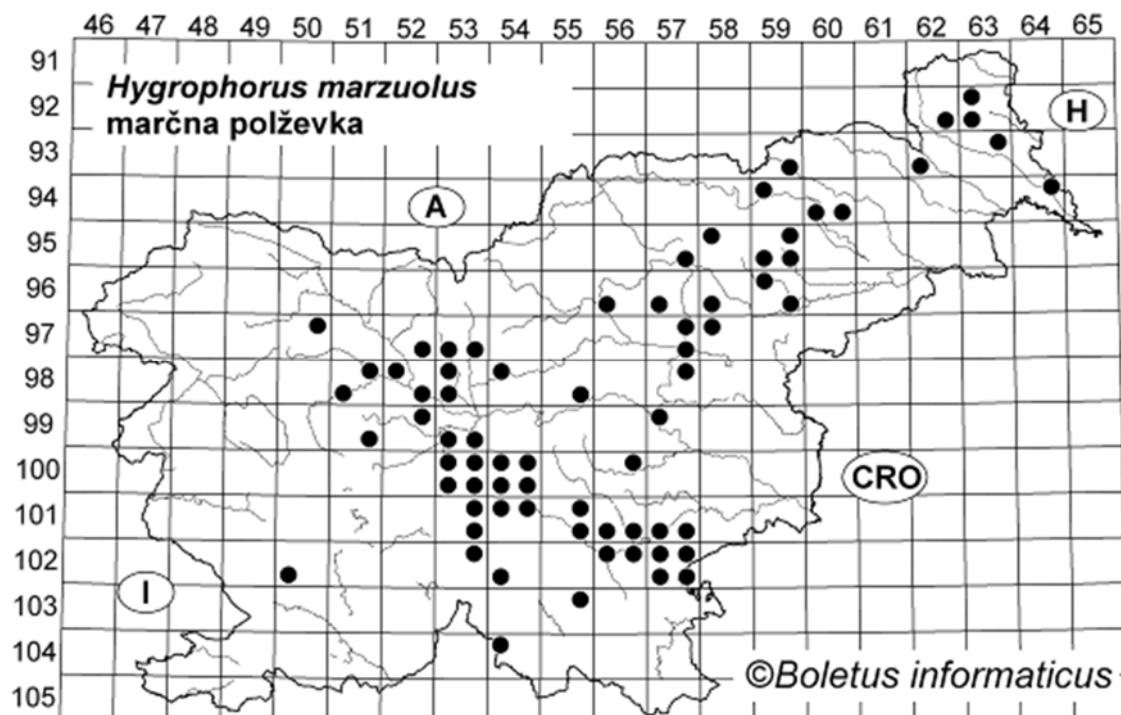 46 47 48 49 50 51 52 53 54 55 56 57 58 59 60 61 62 63 64 65
91
Hygrophorus marzuolus
92
H
marčna polževka
93
94
A
95
96
97
98
99
100
CRO
101
102
I
103
104
©Boletus informaticus
105